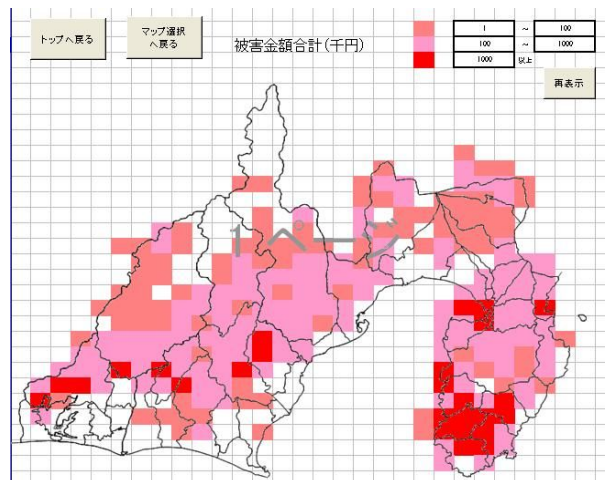 トップへ戻る
マップ選択
へ戻る
被害金額合計(千円)
1 ～ 100
100 ～ 1000
1000 以上
再表示
1 ページ